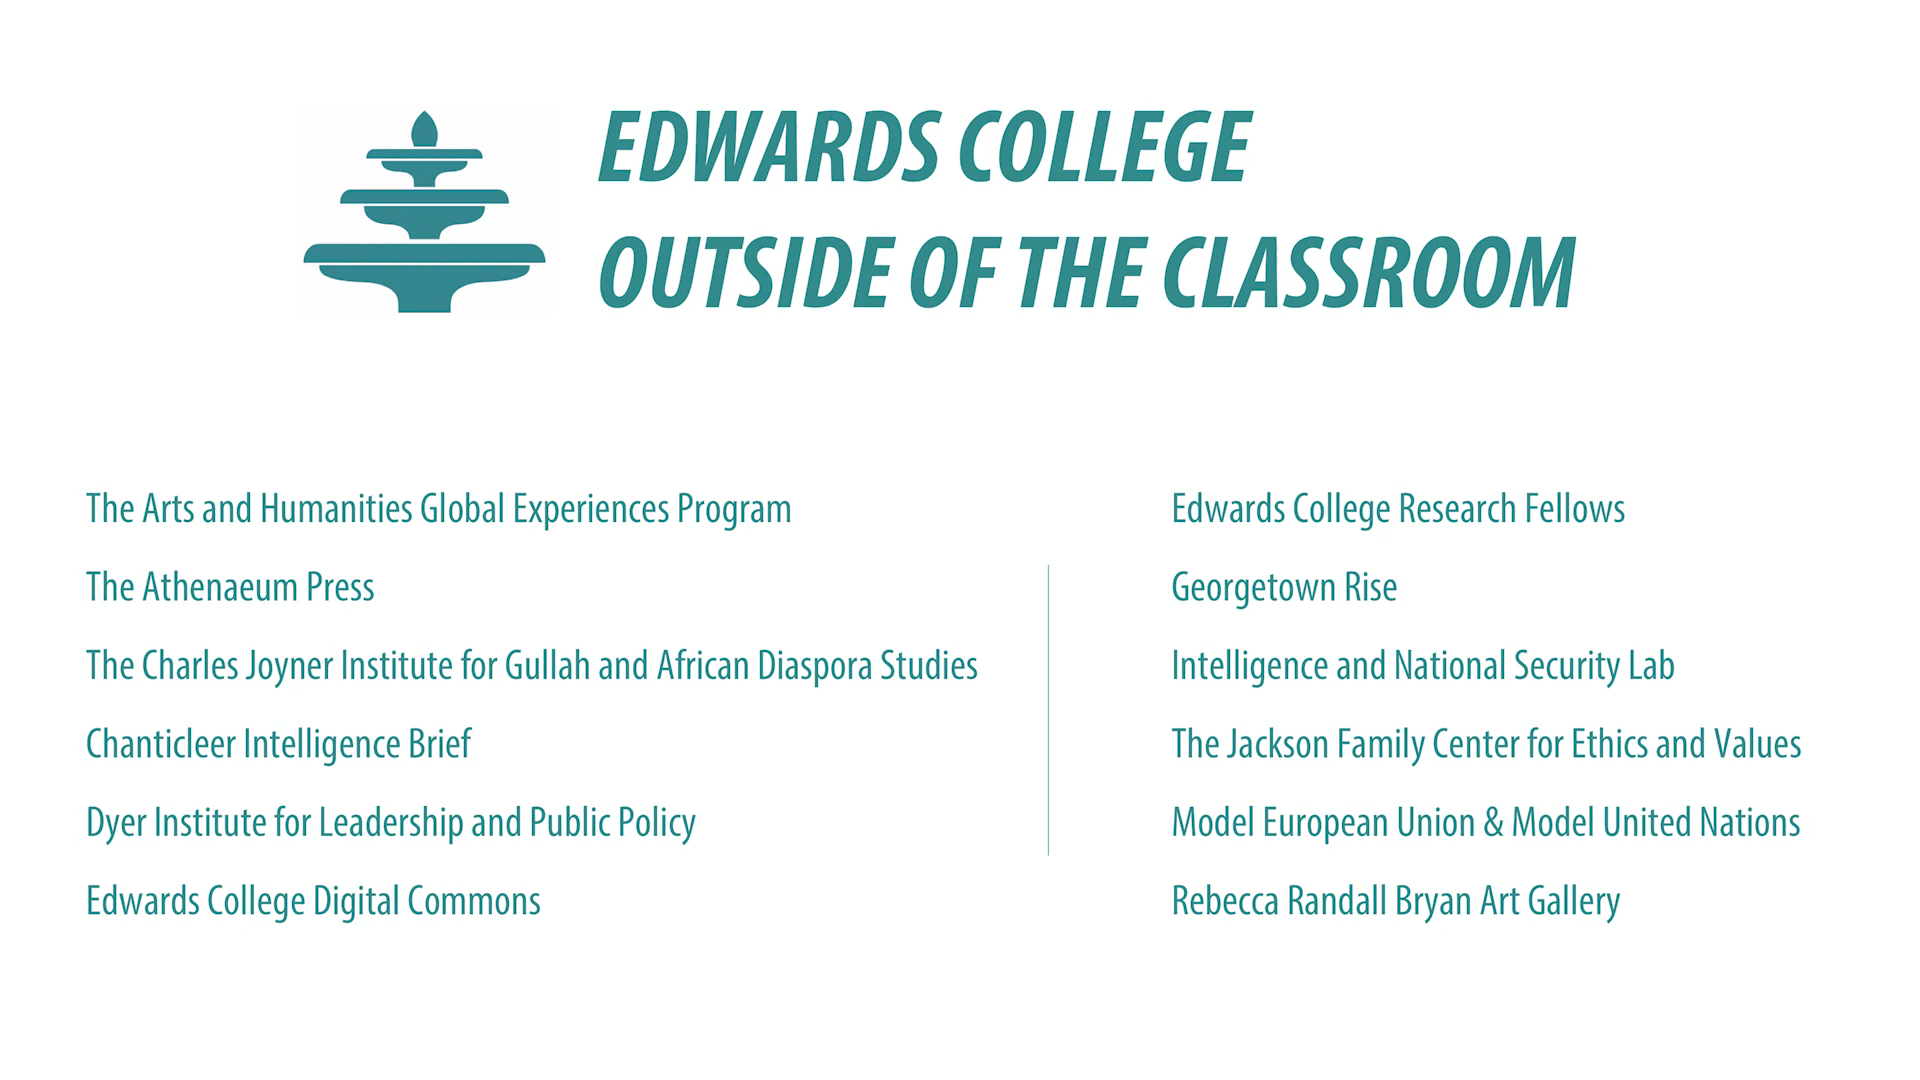 EDWARDS COLLEGE
OUTSIDE OF THE CLASSROOM
The Arts and Humanities Global Experiences Program
The Athenaeum Press
The Charles Joyner Institute for Gullah and African Diaspora Studies
Chanticleer Intelligence Brief
Dyer Institute for Leadership and Public Policy
Edwards College Digital Commons
Edwards College Research Fellows
Georgetown Rise
Intelligence and National Security Lab
The Jackson Family Center for Ethics and Values
Model European Union & Model United Nations
Rebecca Randall Bryan Art Gallery